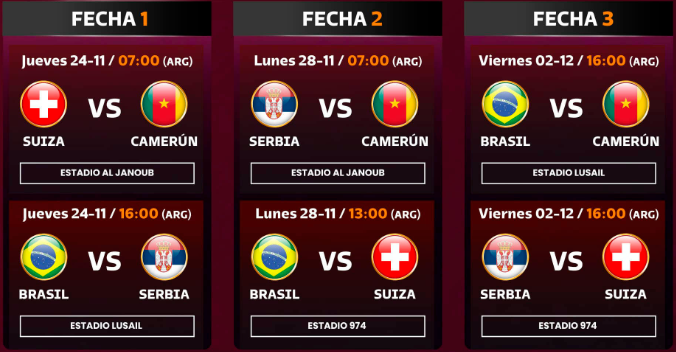 FECHA 1
Jueves 24-11 / 07:00 (ARG)
VS
SUIZA CAMERÚN
ESTADIO AL JANOUB
Jueves 24-11 / 16:00 (ARG)
VS
BRASIL SERBIA
ESTADIO LUSAIL
FECHA 2
Lunes 28-11 / 07:00 (ARG)
VS
SERBIA CAMERÚN
ESTADIO AL JANOUB
Lunes 28-11 / 13:00 (ARG)
VS
BRASIL SUIZA
ESTADIO 974
FECHA 3
Viernes 02-12 / 16:00 (ARG)
VS
BRASIL CAMERÚN
ESTADIO LUSAIL
Viernes 02-12 / 16:00 (ARG)
VS
SERBIA SUIZA
ESTADIO 974